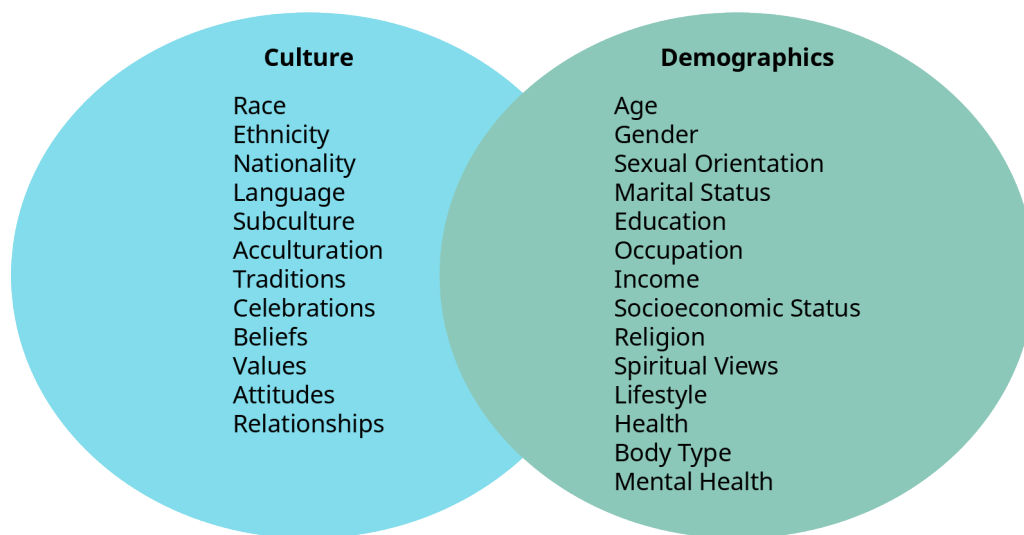 Culture
Race
Ethnicity
Nationality
Language
Subculture
Acculturation
Traditions
Celebrations
Beliefs
Values
Attitudes
Relationships
Demographics
Age
Gender
Sexual Orientation
Marital Status
Education
Occupation
Income
Socioeconomic Status
Religion
Spiritual Views
Lifestyle
Health
Body Type
Mental Health